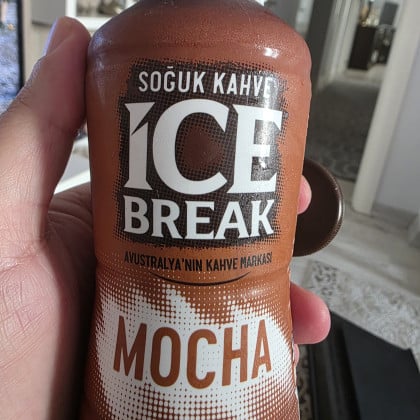 SOĞUK KAHVE
ICE
BREAK
AVUSTRALYA'NIN KAHVE MARKASI
MOCHA